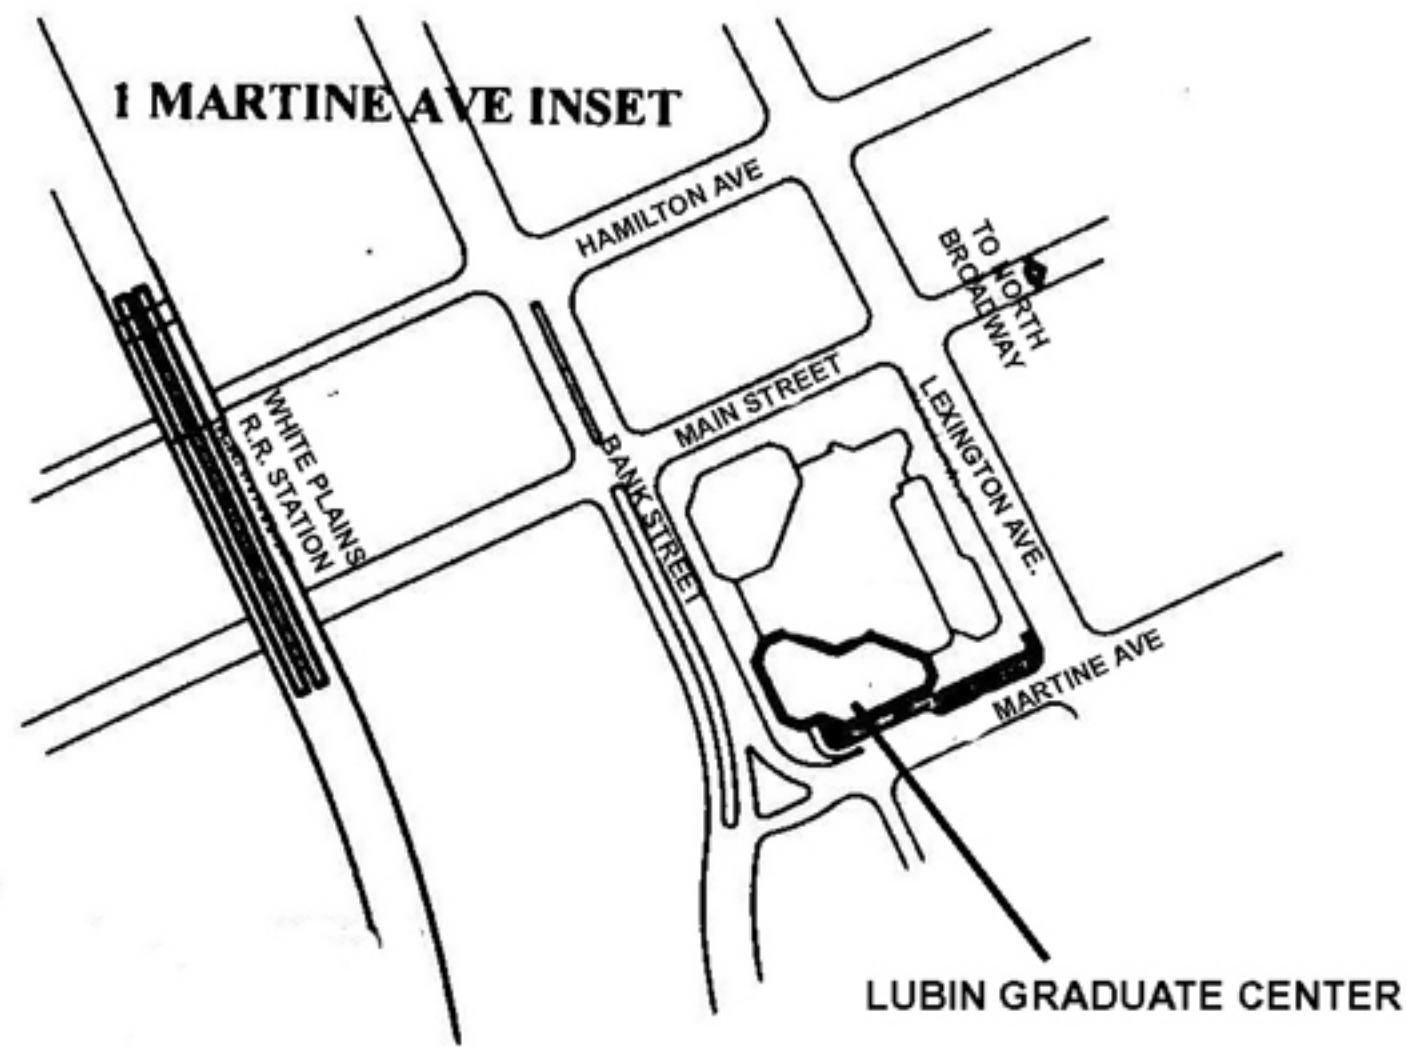 1 MARTINE AVE INSET
HAMILTON AVE
TO NORTH
BROADWAY
MAIN STREET
LEXINGTON AVE.
WHITE PLAINS
R.R. STATION
BANK STREET
MARTINE AVE
LUBIN GRADUATE CENTER